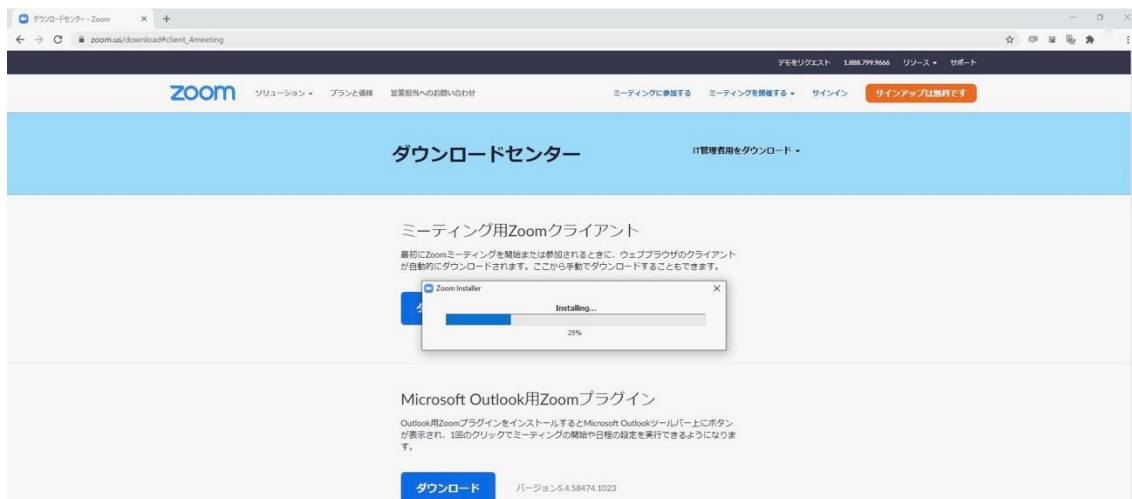 ダウンロードセンター - Zoom
zoom.us/download#client_4meeting
デモをリクエスト 1.888.799.9666 リソース サポート
zoom ソリューション プランと価格 営業担当へのお問い合わせ ミーティングに参加する ミーティングを開催する サインイン サインアップは無料です
ダウンロードセンター IT管理者用をダウンロード
ミーティング用Zoomクライアント
最初にZoomミーティングを開始または参加されるときに、ウェブブラウザのクライアント
が自動的にダウンロードされます。ここから手動でダウンロードすることもできます。
Zoom Installer
Installing...
25%
Microsoft Outlook用Zoomプラグイン
Outlook用ZoomプラグインをインストールするとMicrosoft Outlookツールバー上にボタン
が表示され、1回のクリックでミーティングの開始や日程の設定を実行できるようになりま
す。
ダウンロード バージョン5.4.58474.1023